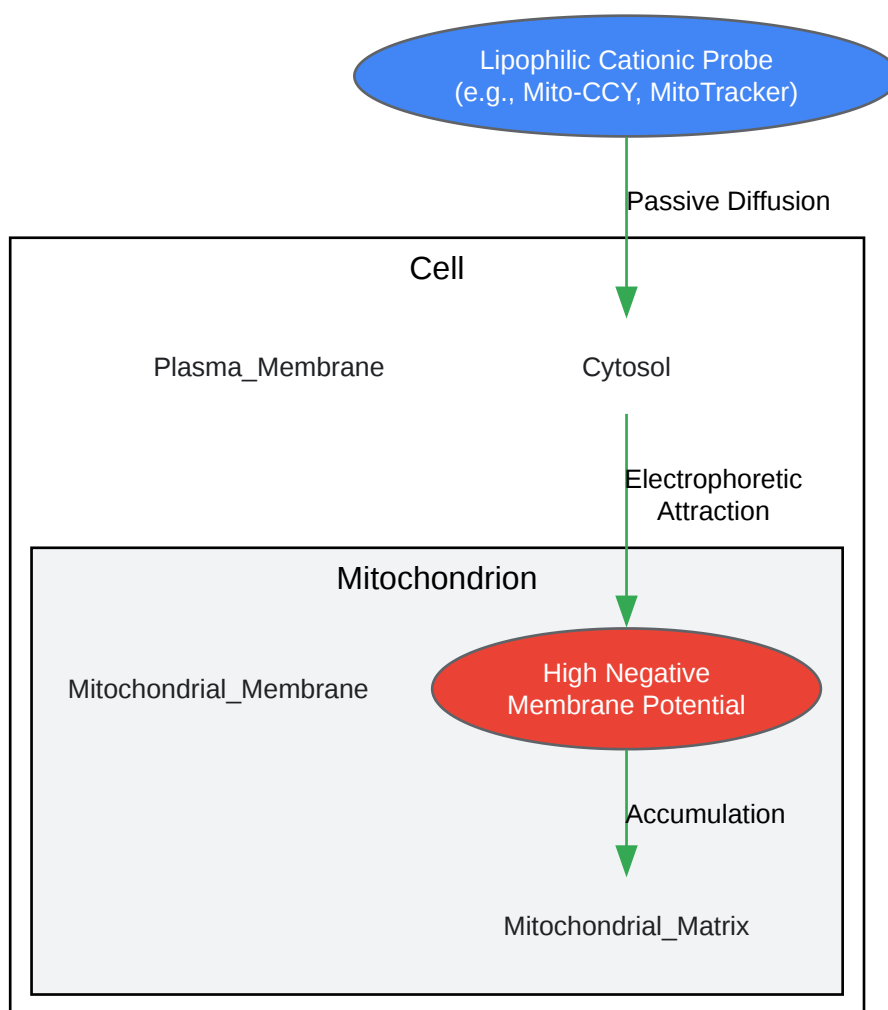 Lipophilic Cationic Probe
(e.g., Mito-CCY, MitoTracker)
Passive Diffusion
Cell
Plasma_Membrane
Cytosol
Electrophoretic
Attraction
Mitochondrion
Mitochondrial_Membrane
High Negative
Membrane Potential
Accumulation
Mitochondrial_Matrix